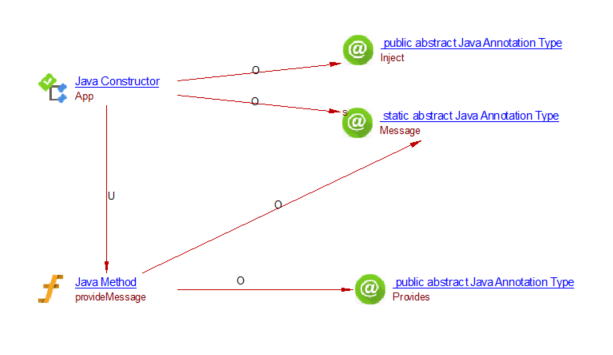 public abstract Java Annotation Type
Inject
O
Java Constructor
App
O
s
static abstract Java Annotation Type
Message
U
O
Java Method
provideMessage
O
public abstract Java Annotation Type
Provides